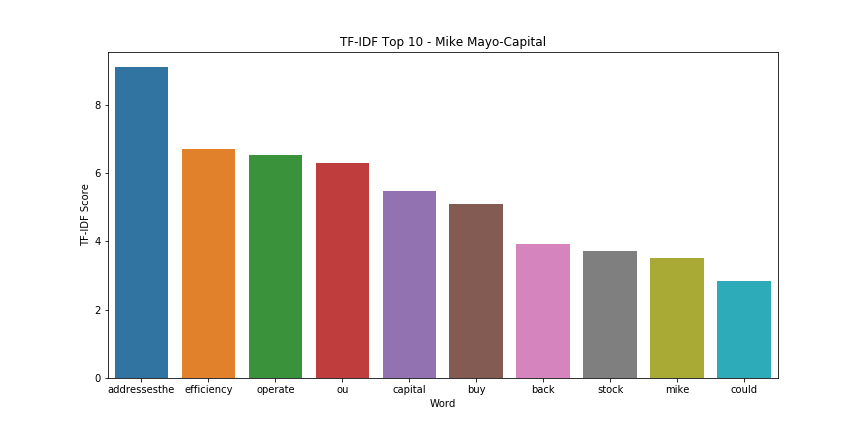 TF-IDF Top 10 - Mike Mayo-Capital
TF-IDF Score
8
6
4
2
0
addressesthe efficiency operate ou capital buy back stock mike could
Word